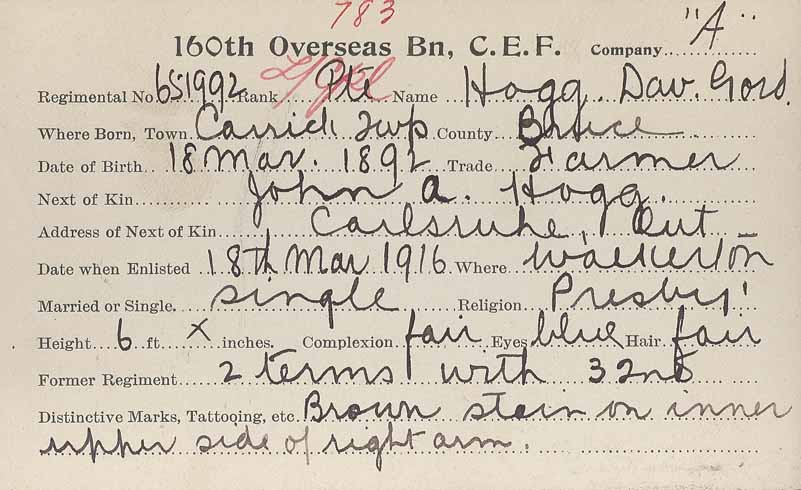 783
160th Overseas Bn, C.E.F. Company "A"
Regimental No 651992 Rank Pte Name Hogg. Dav. Gord.
Where Born, Town Carrick Twp County Bruce
Date of Birth 18 Mar. 1892 Trade Farmer
Next of Kin John A. Hogg.
Address of Next of Kin Carlsruhe, Ont
Date when Enlisted 18th Mar 1916 Where Walkerton
Married or Single. single Religion Presby'
Height 6 ft x inches. Complexion fair Eyes blue Hair fair
Former Regiment 2 terms with 32nd
Distinctive Marks, Tattooing, etc. Brown stain on inner
upper side of right arm.